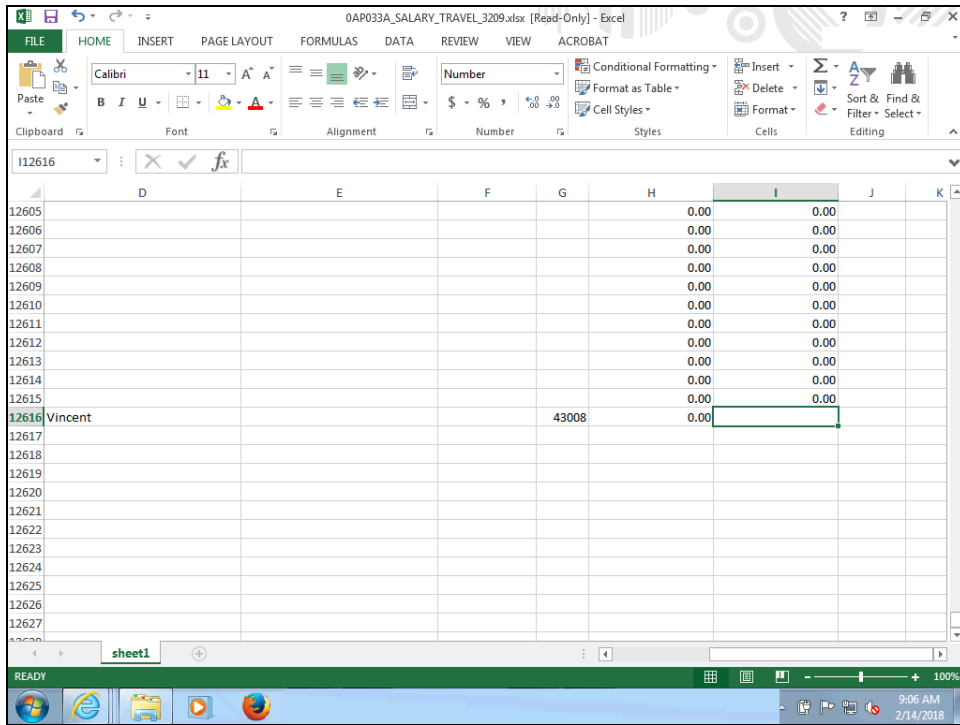 0AP033A_SALARY_TRAVEL_3209.xlsx [Read-Only] - Excel ?
FILE HOME INSERT PAGE LAYOUT FORMULAS DATA REVIEW VIEW ACROBAT
Calibri 11 Number Conditional Formatting Insert
Paste B I U $ % , Format as Table Delete Sort & Find &
Cell Styles Format Filter Select
Clipboard Font Alignment Number Styles Cells Editing
I12616 fx
D E F G H I J K
12605 0.00 0.00
12606 0.00 0.00
12607 0.00 0.00
12608 0.00 0.00
12609 0.00 0.00
12610 0.00 0.00
12611 0.00 0.00
12612 0.00 0.00
12613 0.00 0.00
12614 0.00 0.00
12615 0.00 0.00
12616 Vincent 43008 0.00
12617
12618
12619
12620
12621
12622
12623
12624
12625
12626
12627
sheet1
READY 100%
9:06 AM
2/14/2018